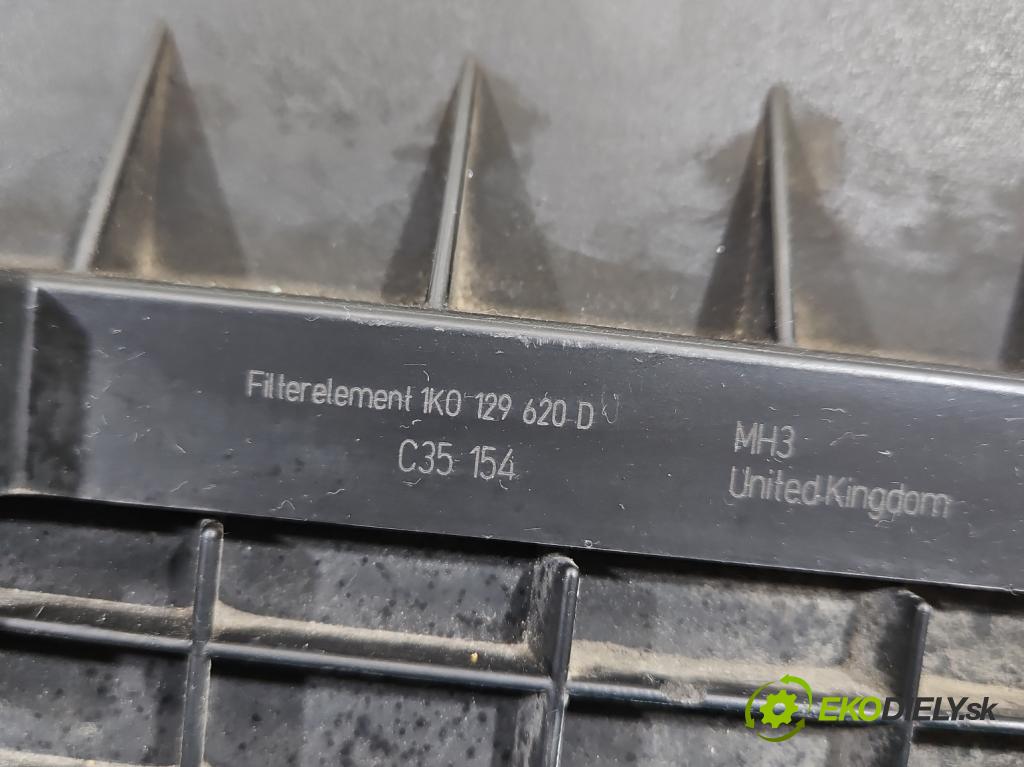 Filterelement 1K0 129 620 D
C35 154
MH3
United Kingdom
EKODIELY.sk